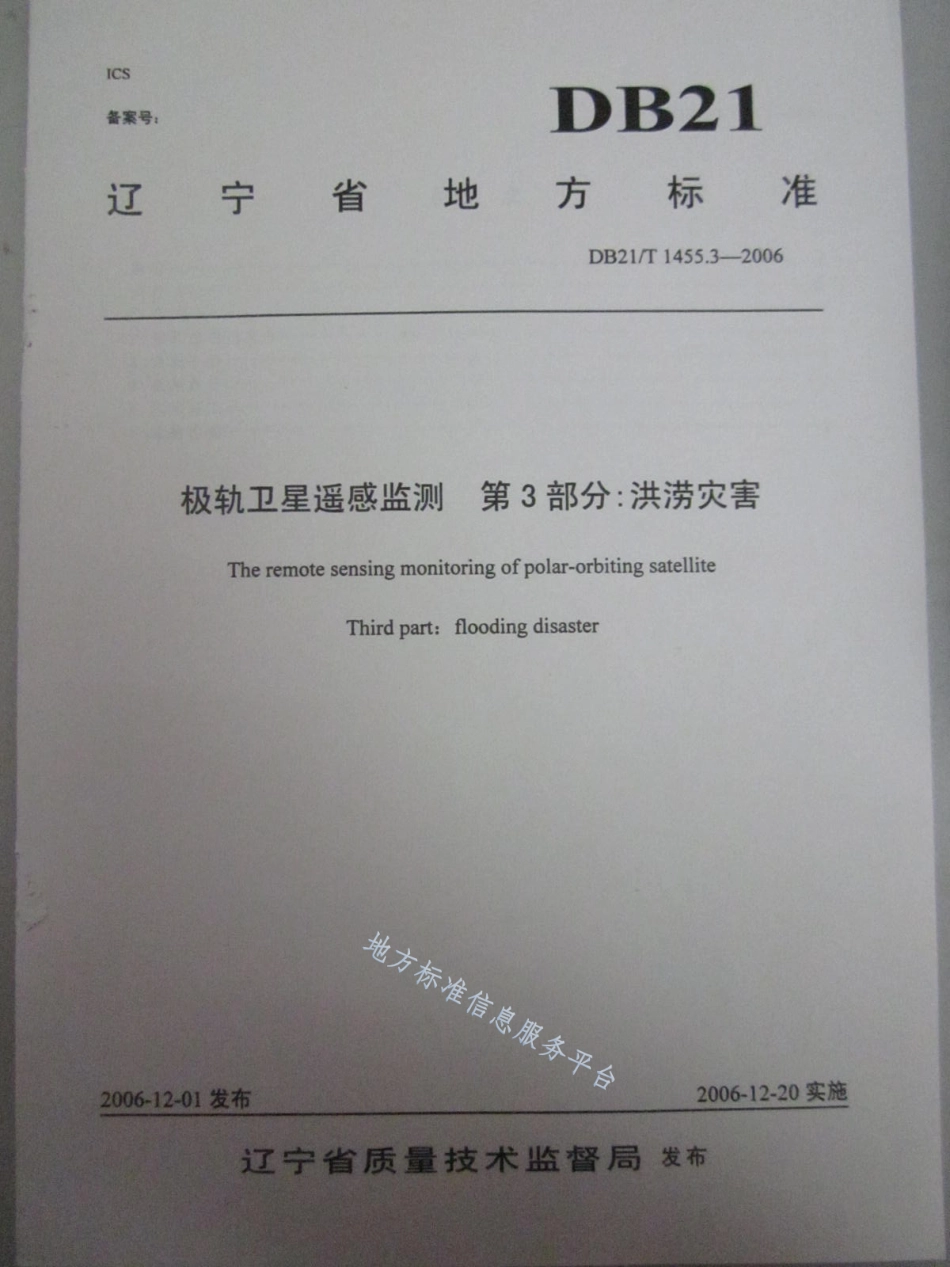 ICS
DB21
备案号:
辽宁省地方标准
DB21/T 1455.3—2006
极轨卫星遥感监测 第 3 部分:洪涝灾害
The remote sensing monitoring of polar-orbiting satellite
Third part: flooding disaster
地方标准信息服务平台
2006-12-01 发布
2006-12-20 实施
辽宁省质量技术监督局 发布